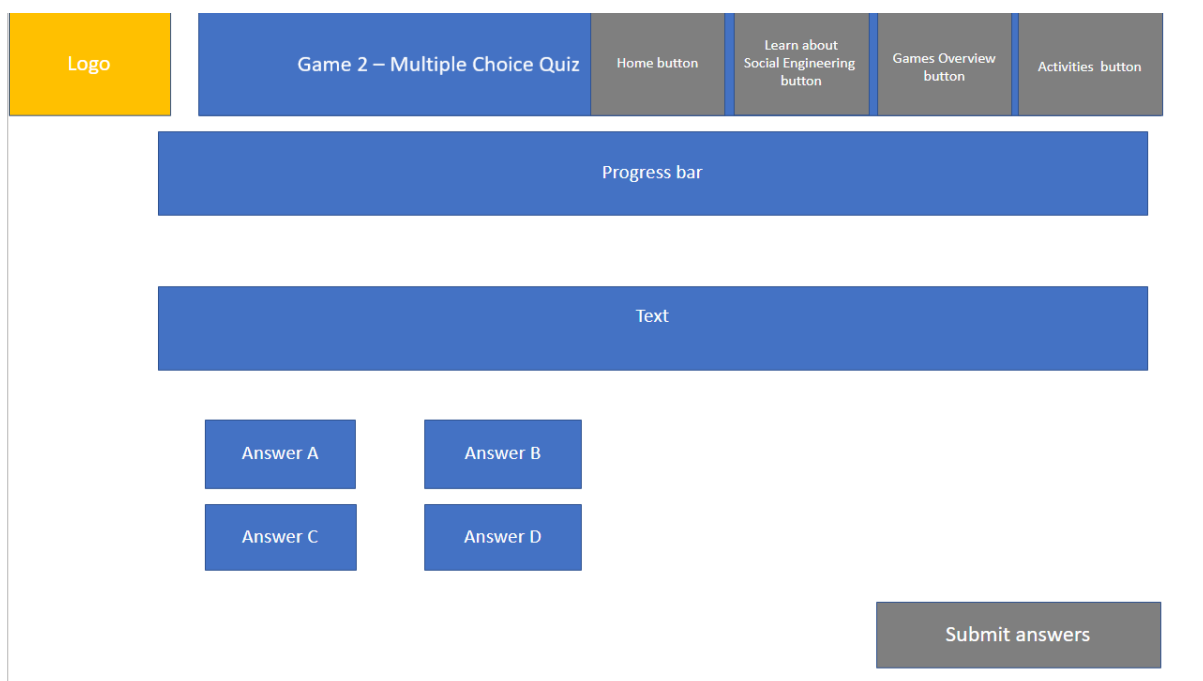 Logo
Game 2 – Multiple Choice Quiz
Home button
Learn about
Social Engineering
button
Games Overview
button
Activities button
Progress bar
Text
Answer A
Answer B
Answer C
Answer D
Submit answers